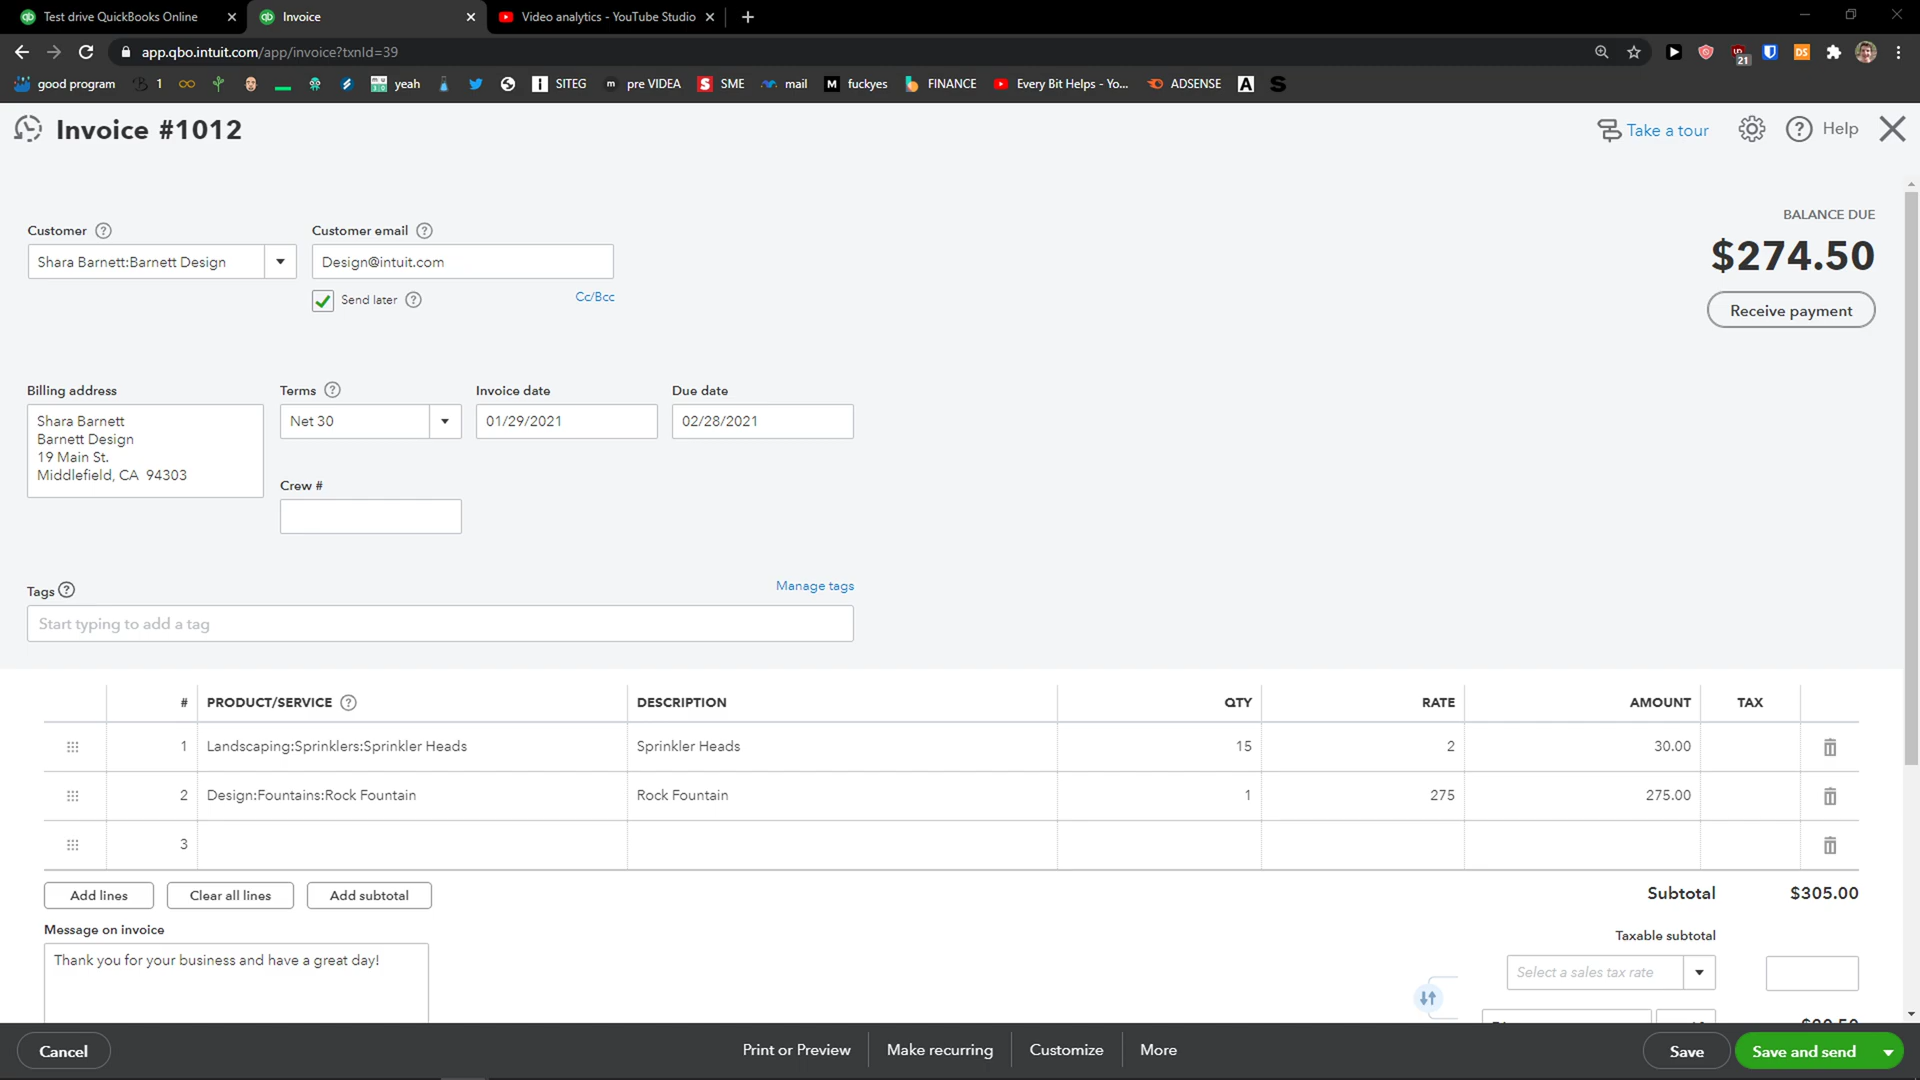 Test drive QuickBooks Online
Invoice
Video analytics - YouTube Studio
app.qbo.intuit.com/app/invoice?txnId=39
21
DS
good program
1
yeah
SITEG
m
pre VIDEA
S
SME
mail
M
fuckyes
FINANCE
Every Bit Helps - Yo...
ADSENSE
A
S
Invoice #1012
Take a tour
Help
Customer
Customer email
BALANCE DUE
Shara Barnett:Barnett Design
Design@intuit.com
$274.50
Send later
Cc/Bcc
Receive payment
Billing address
Terms
Invoice date
Due date
Shara Barnett
Barnett Design
19 Main St.
Middlefield, CA 94303
Net 30
01/29/2021
02/28/2021
Crew #
Tags
Manage tags
Start typing to add a tag
# PRODUCT/SERVICE DESCRIPTION QTY RATE AMOUNT TAX
1 Landscaping:Sprinklers:Sprinkler Heads Sprinkler Heads 15 2 30.00
2 Design:Fountains:Rock Fountain Rock Fountain 1 275 275.00
3
Add lines
Clear all lines
Add subtotal
Subtotal $305.00
Message on invoice
Taxable subtotal
Thank you for your business and have a great day!
Select a sales tax rate
Cancel
Print or Preview
Make recurring
Customize
More
Save
Save and send